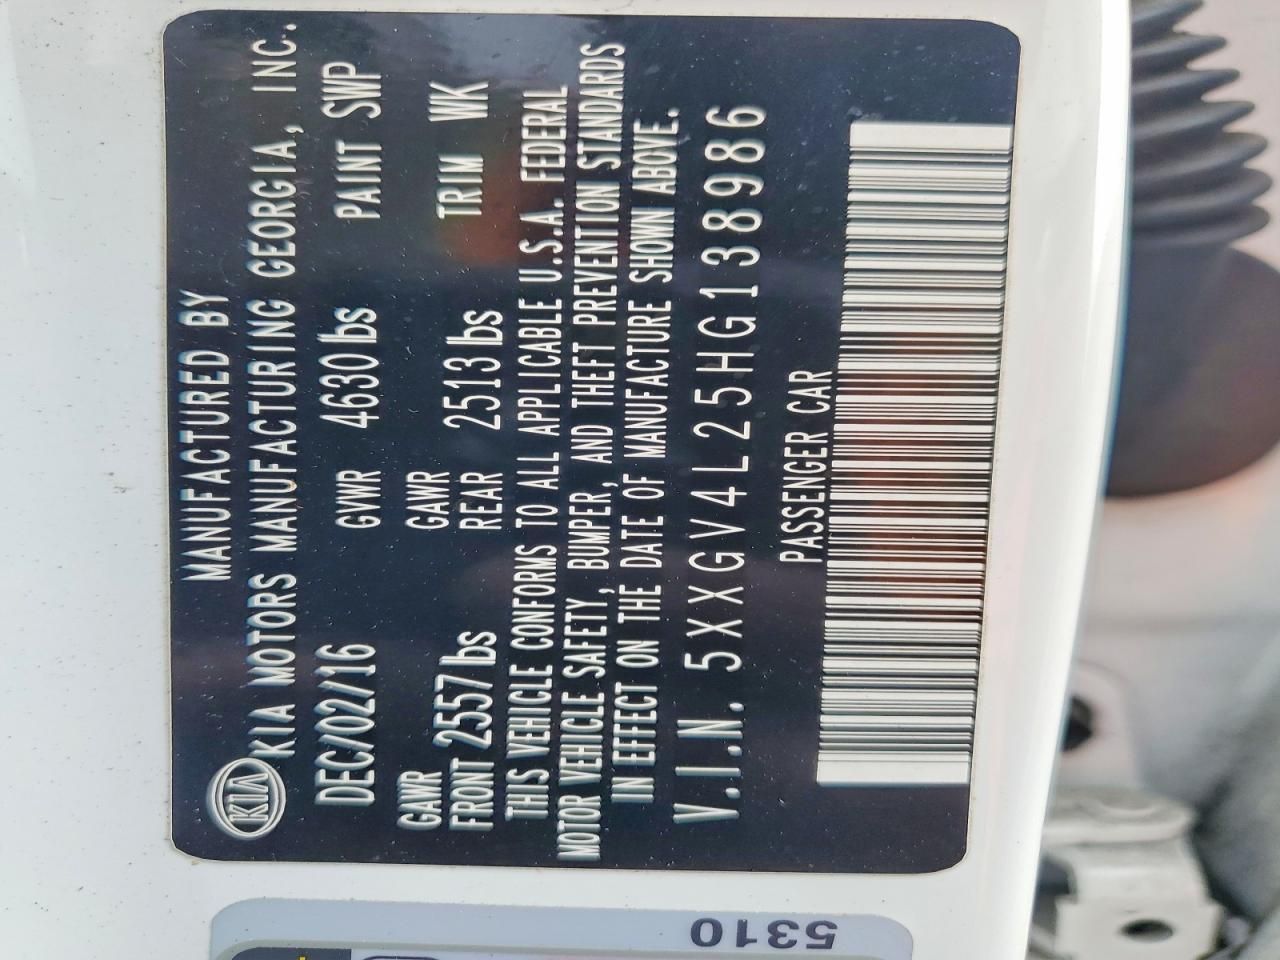 MANUFACTURED BY
KIA KIA MOTORS MANUFACTURING GEORGIA, INC.
DEC/02/16 GVWR 4630 lbs PAINT SWP
GAWR FRONT 2557 lbs GAWR REAR 2513 lbs TRIM WK
THIS VEHICLE CONFORMS TO ALL APPLICABLE U.S.A. FEDERAL
MOTOR VEHICLE SAFETY, BUMPER, AND THEFT PREVENTION STANDARDS
IN EFFECT ON THE DATE OF MANUFACTURE SHOWN ABOVE.
V.I.N. 5XXGV4L25HG138986
PASSENGER CAR
5310